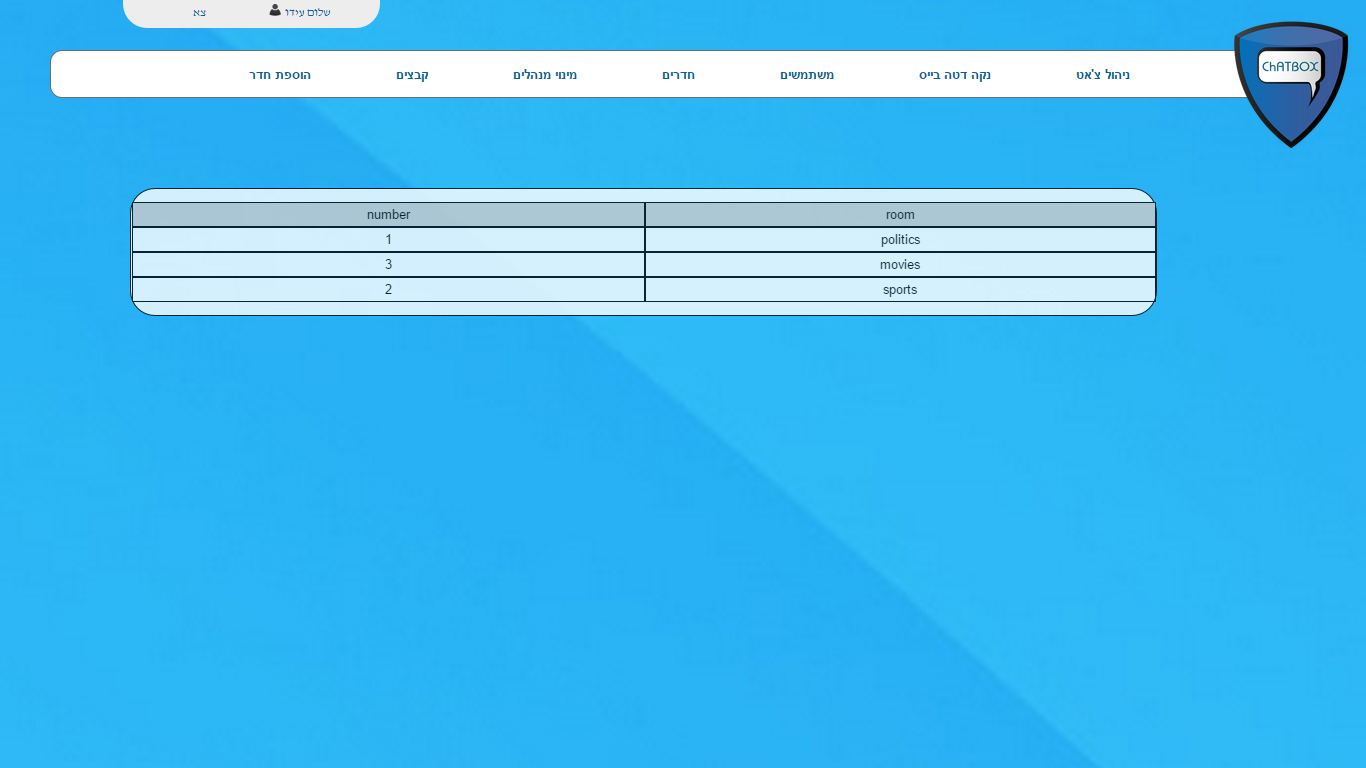 שלום עידו צא
ChATBOX
ניהול צ'אט נקה דטה בייס משתמשים חדרים מינוי מנהלים קבצים הוספת חדר
number room
1 politics
3 movies
2 sports